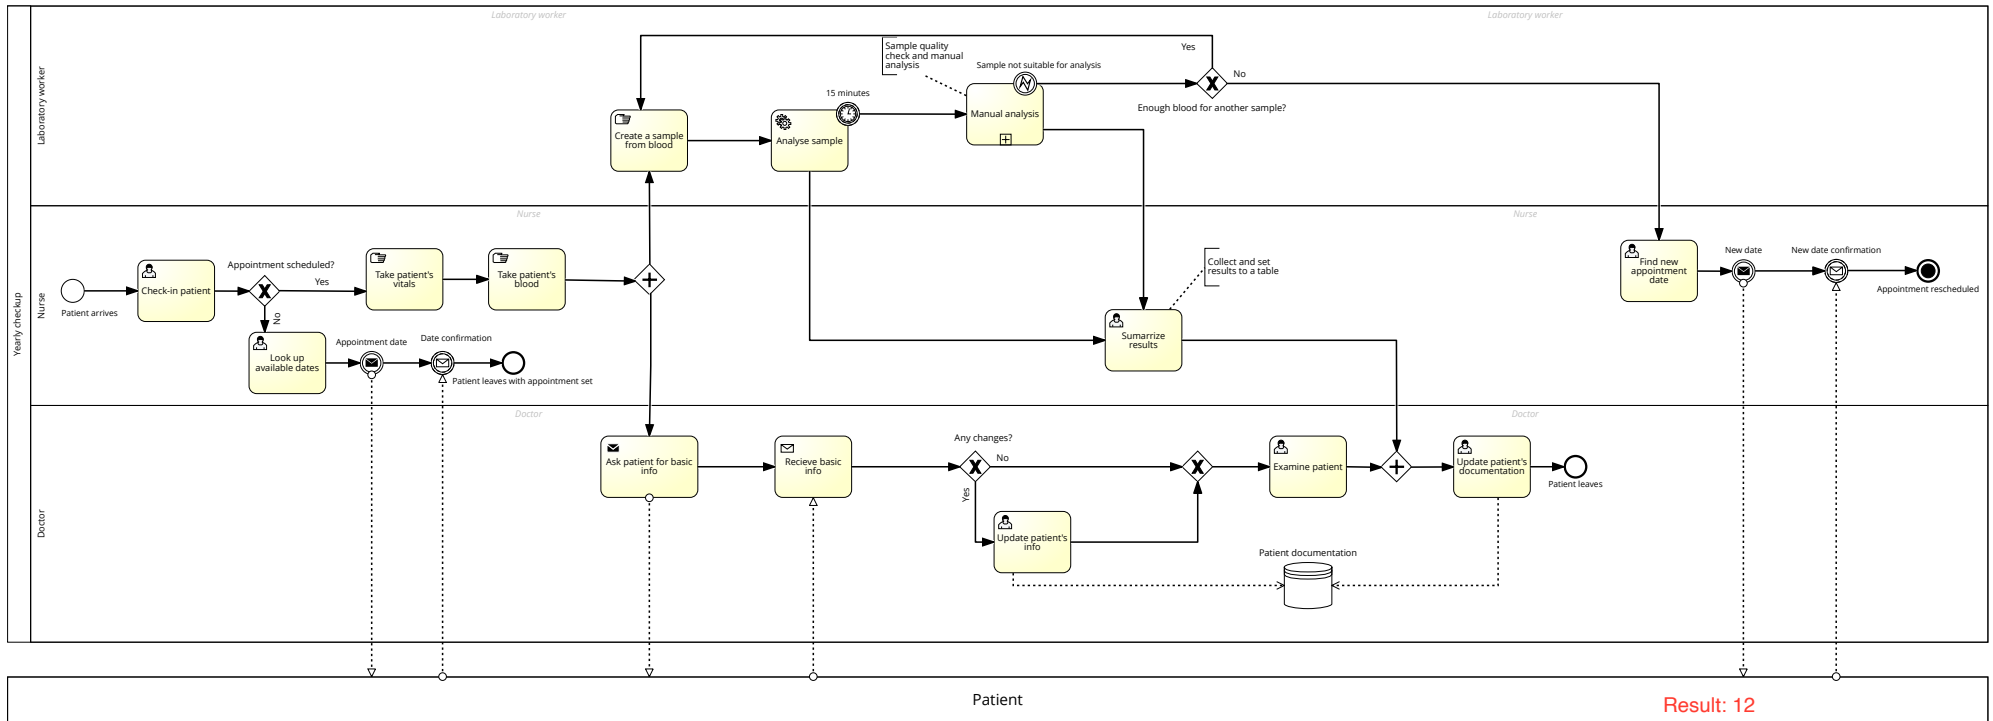 Laboratory worker
Laboratory worker
Yearly checkup
Laboratory worker
Sample quality
check and manual
analysis
Sample not suitable for analysis
Yes
No
15 minutes
Enough blood for another sample?
Create a sample
from blood
Analyse sample
Manual analysis
Nurse
Nurse
Nurse
Patient arrives
Check-in patient
Appointment scheduled?
Yes
No
Take patient's
vitals
Take patient's
blood
Look up
available dates
Appointment date
Date confirmation
Patient leaves with appointment set
Collect and set
results to a table
Sumarrize
results
Find new
appointment
date
New date
New date confirmation
Appointment rescheduled
Doctor
Doctor
Doctor
Ask patient for basic
info
Recieve basic
info
Any changes?
No
Yes
Update patient's
info
Examine patient
Update patient's
documentation
Patient leaves
Patient documentation
Patient
Result: 12